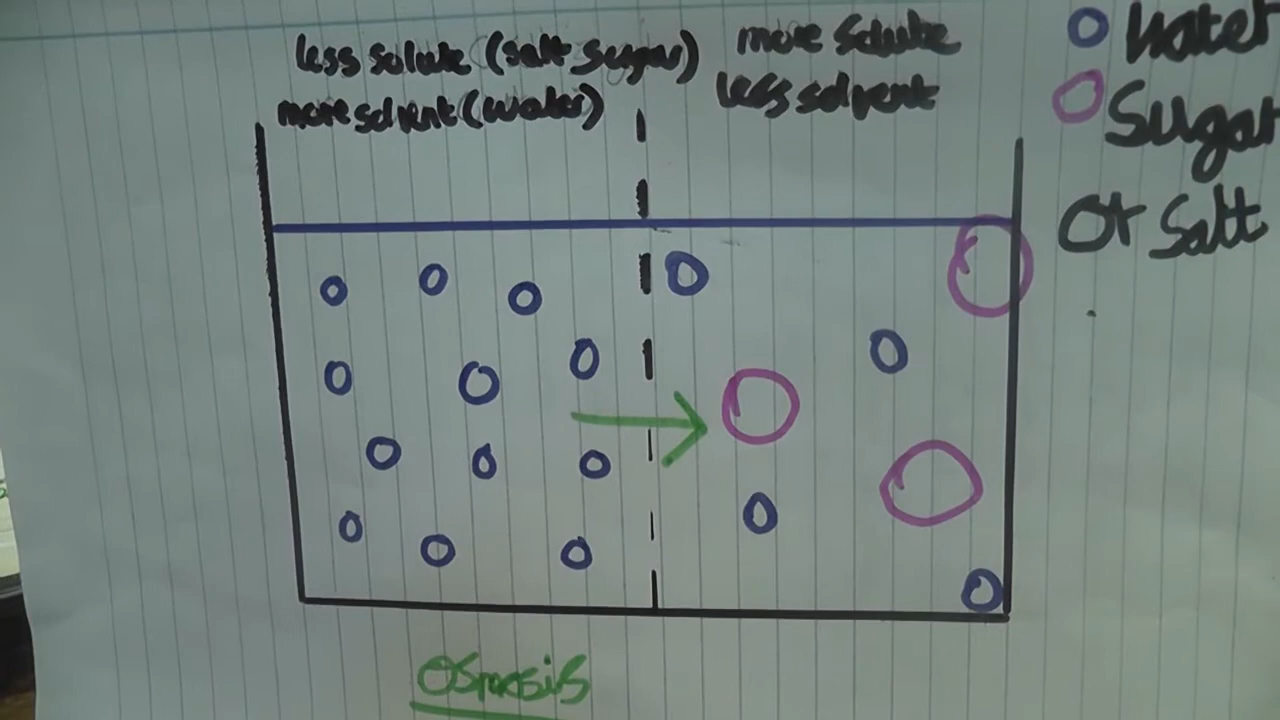 less solute (salt sugar)
more solvent (water)
more solute
less solvent
water
Sugar
Or Salt
Osmosis